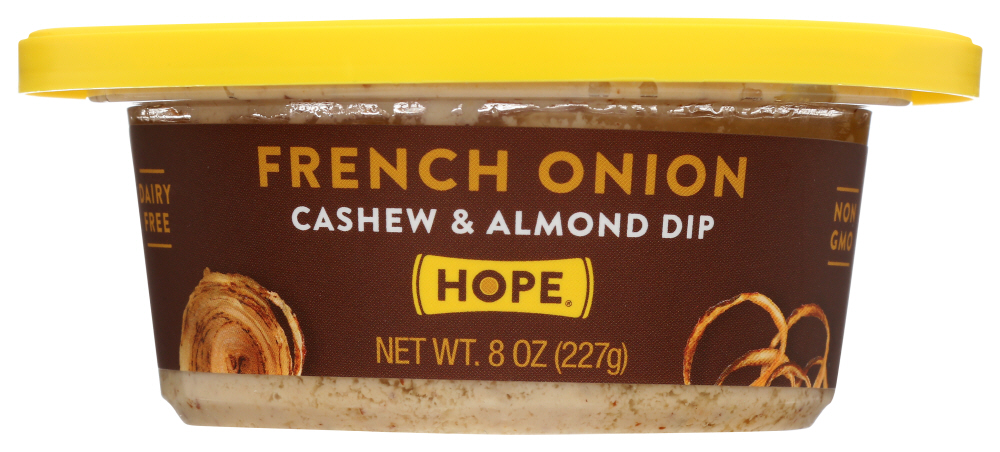 FRENCH ONION
CASHEW & ALMOND DIP
DAIRY
FREE
NON
GMO
HOPE®
NET WT. 8 OZ (227g)